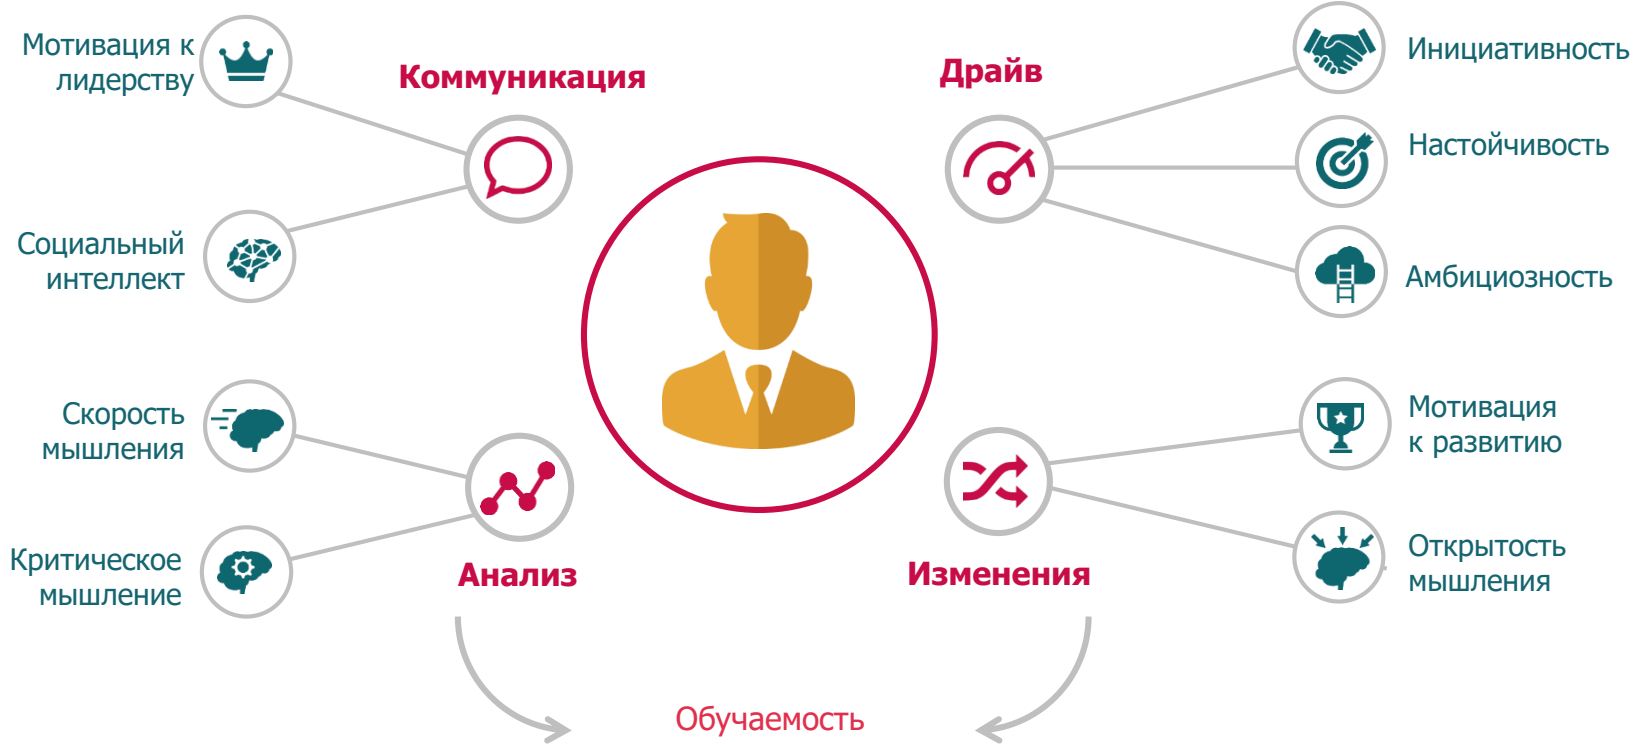 Мотивация к
лидерству
Коммуникация
Социальный
интеллект
Драйв
Инициативность
Настойчивость
Амбициозность
Скорость
мышления
Критическое
мышление
Анализ
Изменения
Мотивация
к развитию
Открытость
мышления
Обучаемость